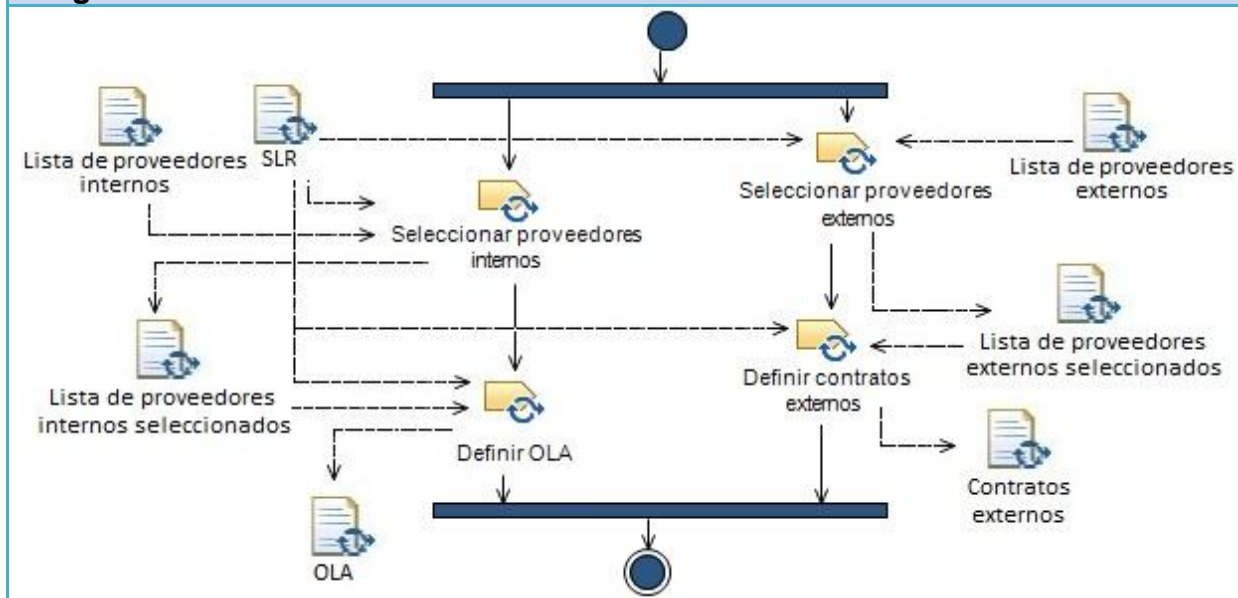 Lista de proveedores
internos
SLR
Seleccionar proveedores
externos
Lista de proveedores
externos
Seleccionar proveedores
internos
Lista de proveedores
internos seleccionados
Definir contratos
externos
Lista de proveedores
externos seleccionados
Definir OLA
Contratos
externos
OLA